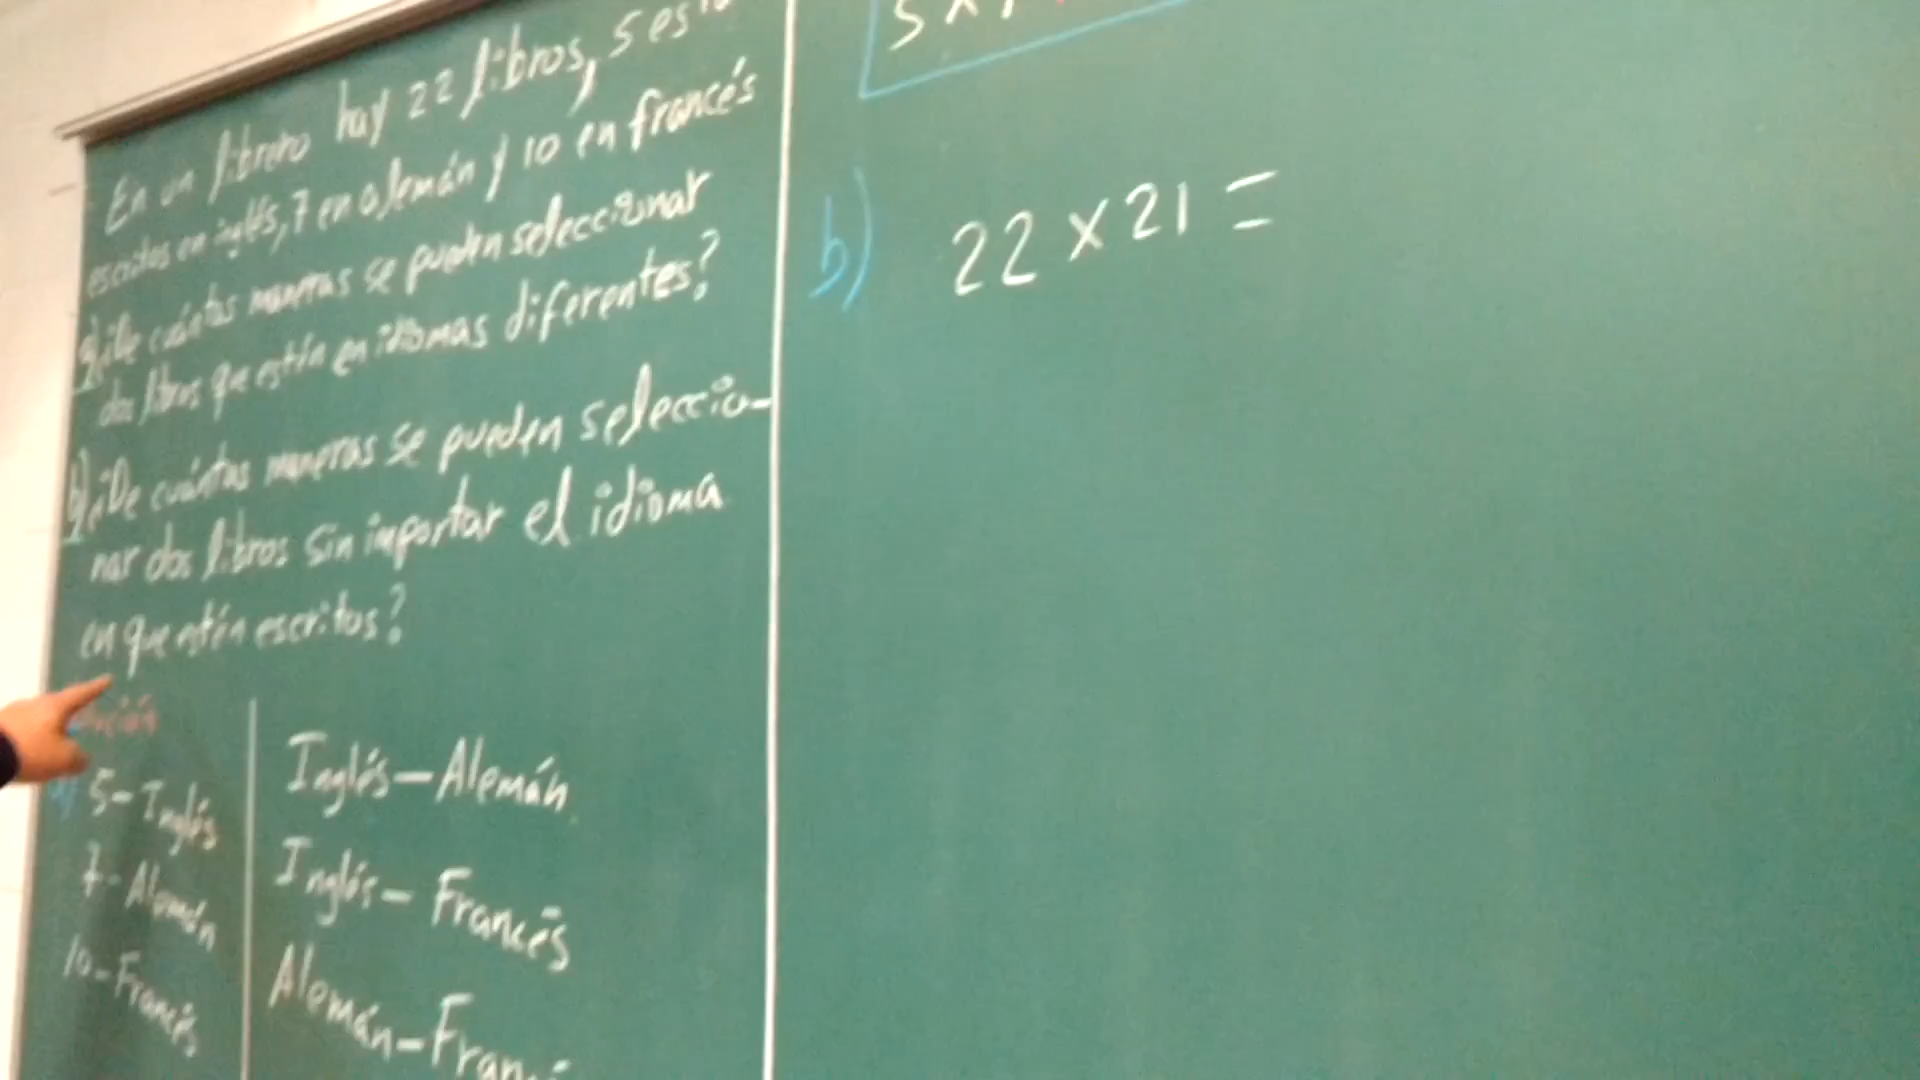 En un librero hay 22 libros, 5 es
escritos en inglés, 7 en alemán y 10 en francés
a) ¿De cuántas maneras se pueden seleccionar
dos libros que estén en idiomas diferentes?
b) ¿De cuántas maneras se pueden seleccio-
nar dos libros sin importar el idioma
en que estén escritos?
5-Inglés
7-Alemán
10-Francés
Inglés-Alemán
Inglés-Francés
Alemán-Fran
5x7
b) 22x21=